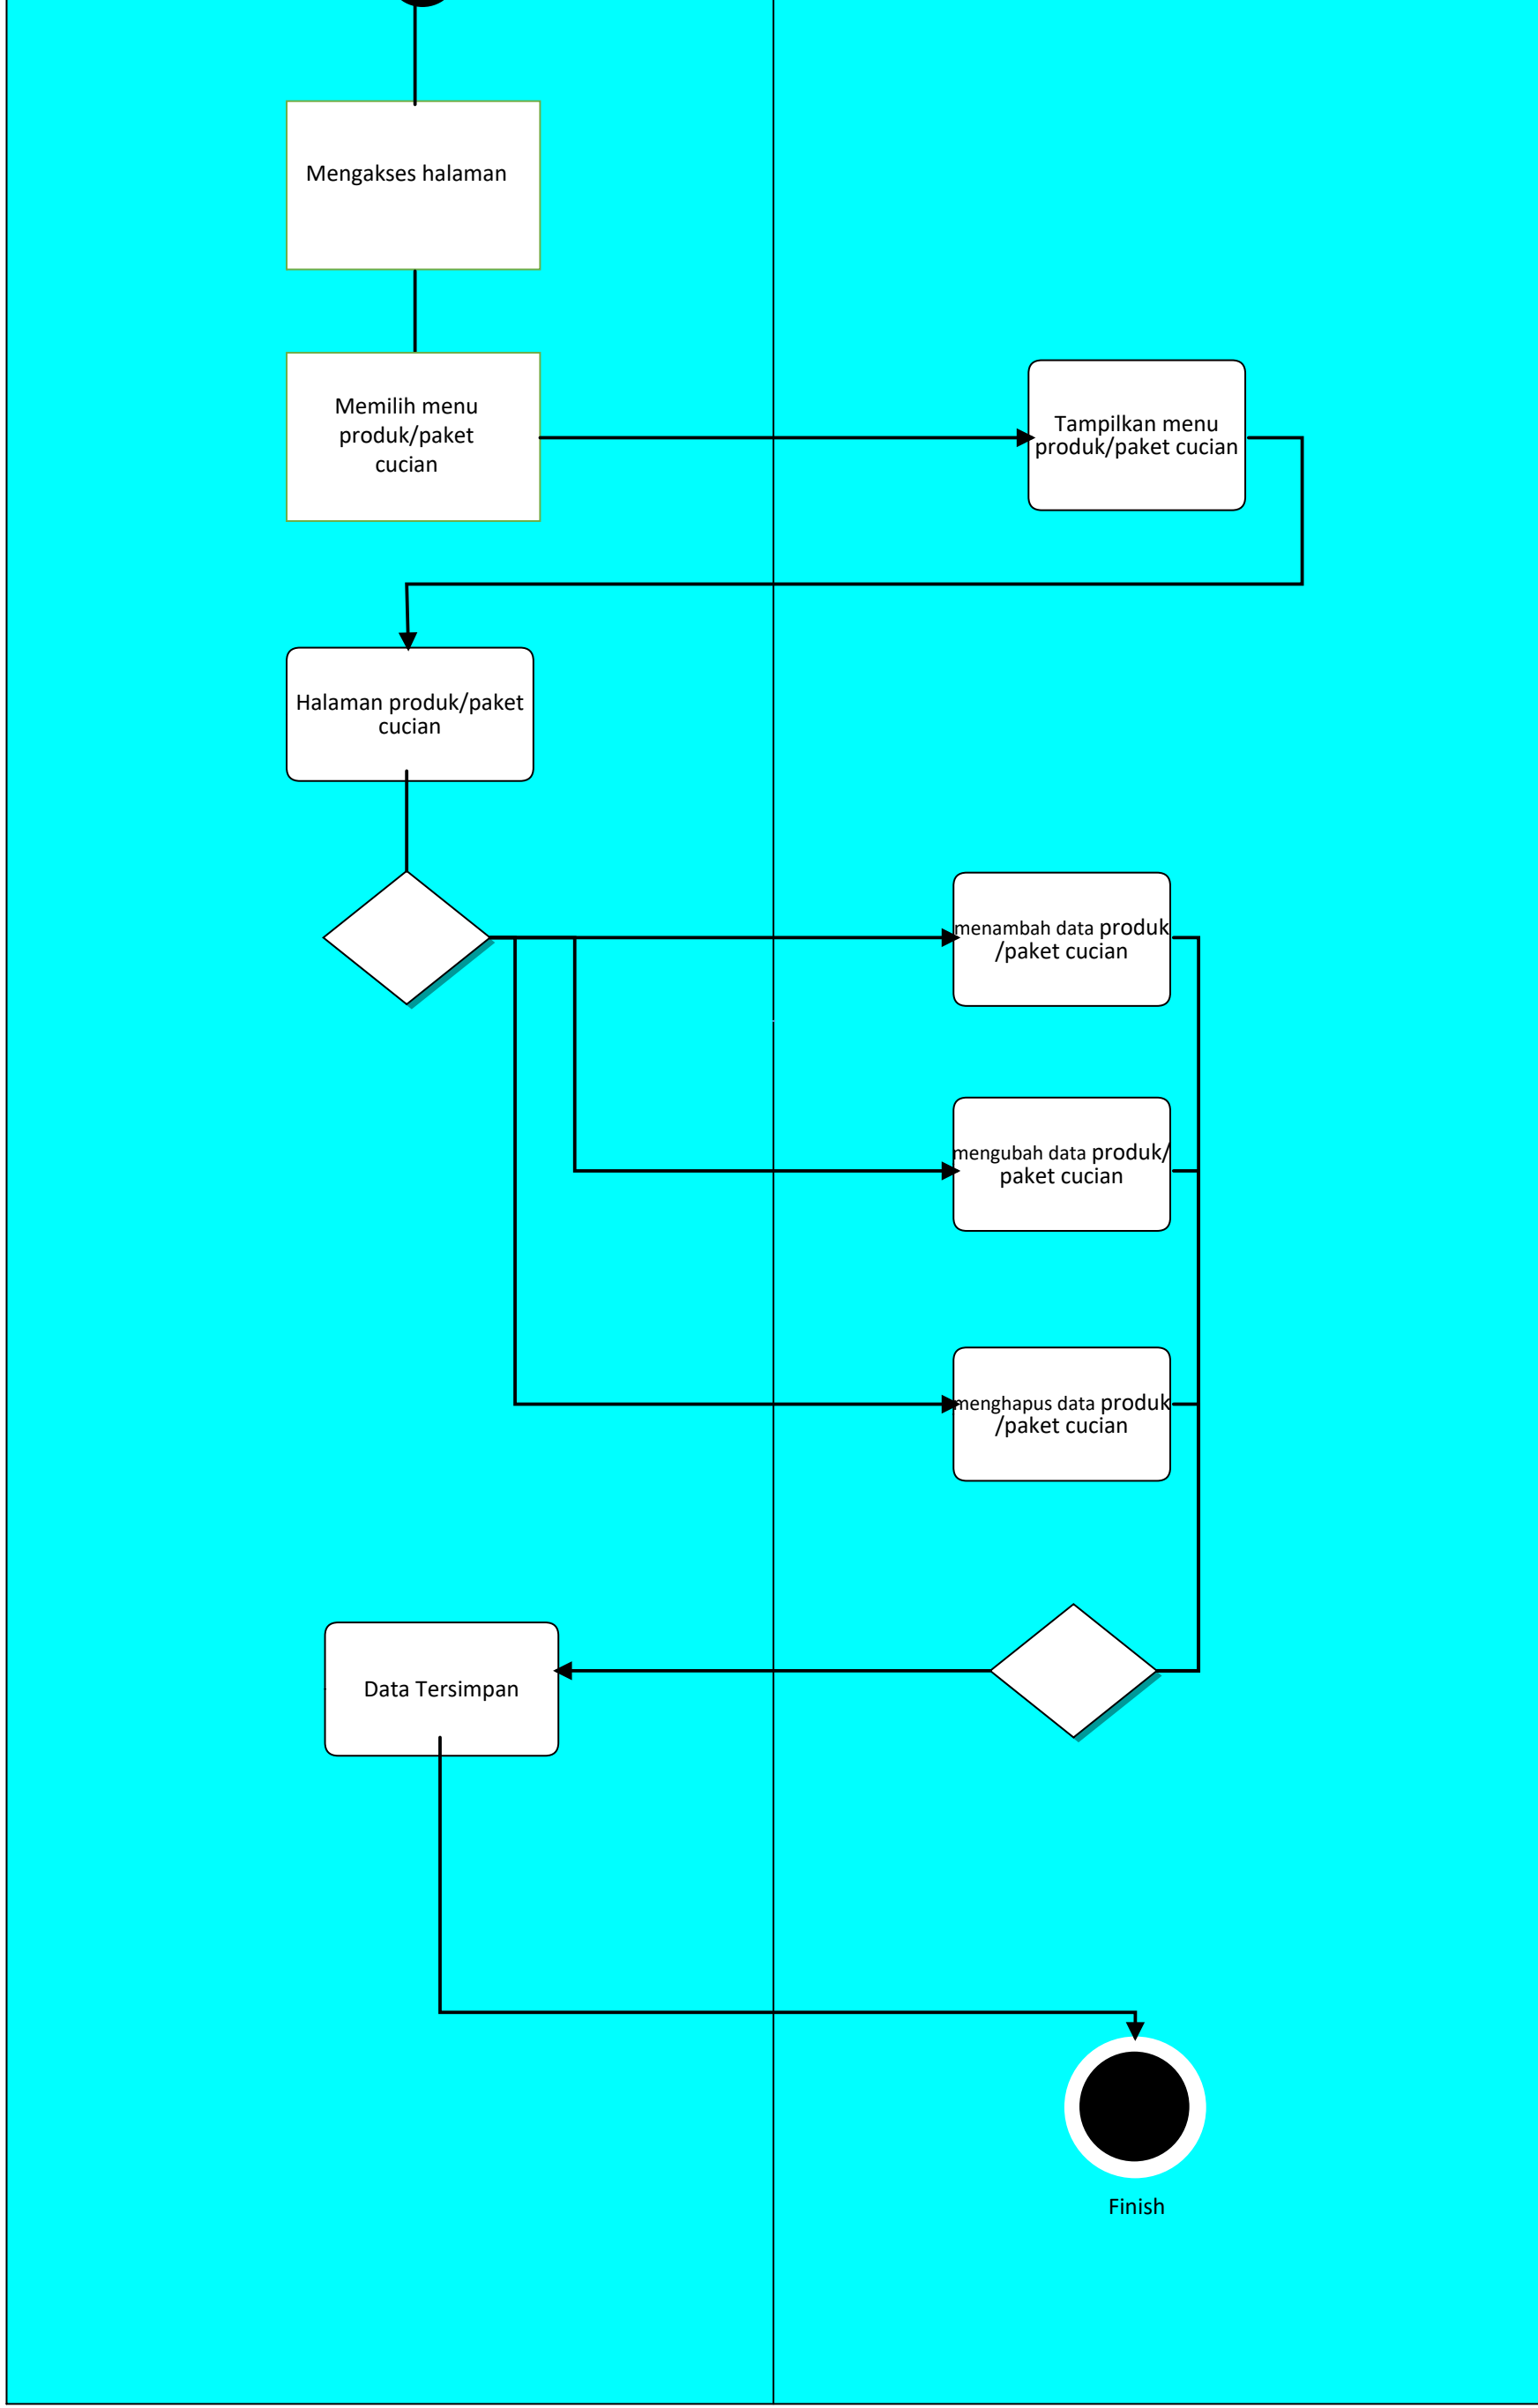 Mengakses halaman
Memilih menu
produk/paket
cucian
Tampilkan menu
produk/paket cucian
Halaman produk/paket
cucian
menambah data produk
/paket cucian
mengubah data produk/
paket cucian
menghapus data produk
/paket cucian
Data Tersimpan
Finish